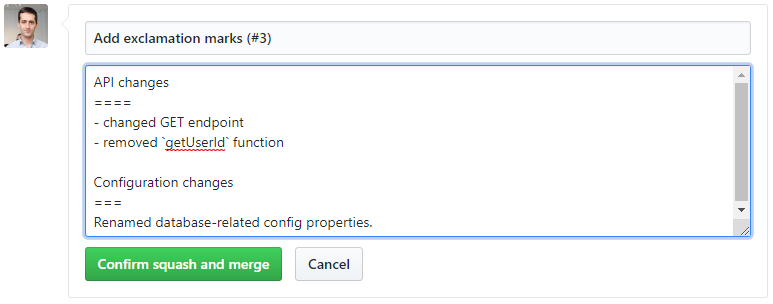 Add exclamation marks (#3)
API changes
====
- changed GET endpoint
- removed `getUserId` function

Configuration changes
===
Renamed database-related config properties.
Confirm squash and merge
Cancel